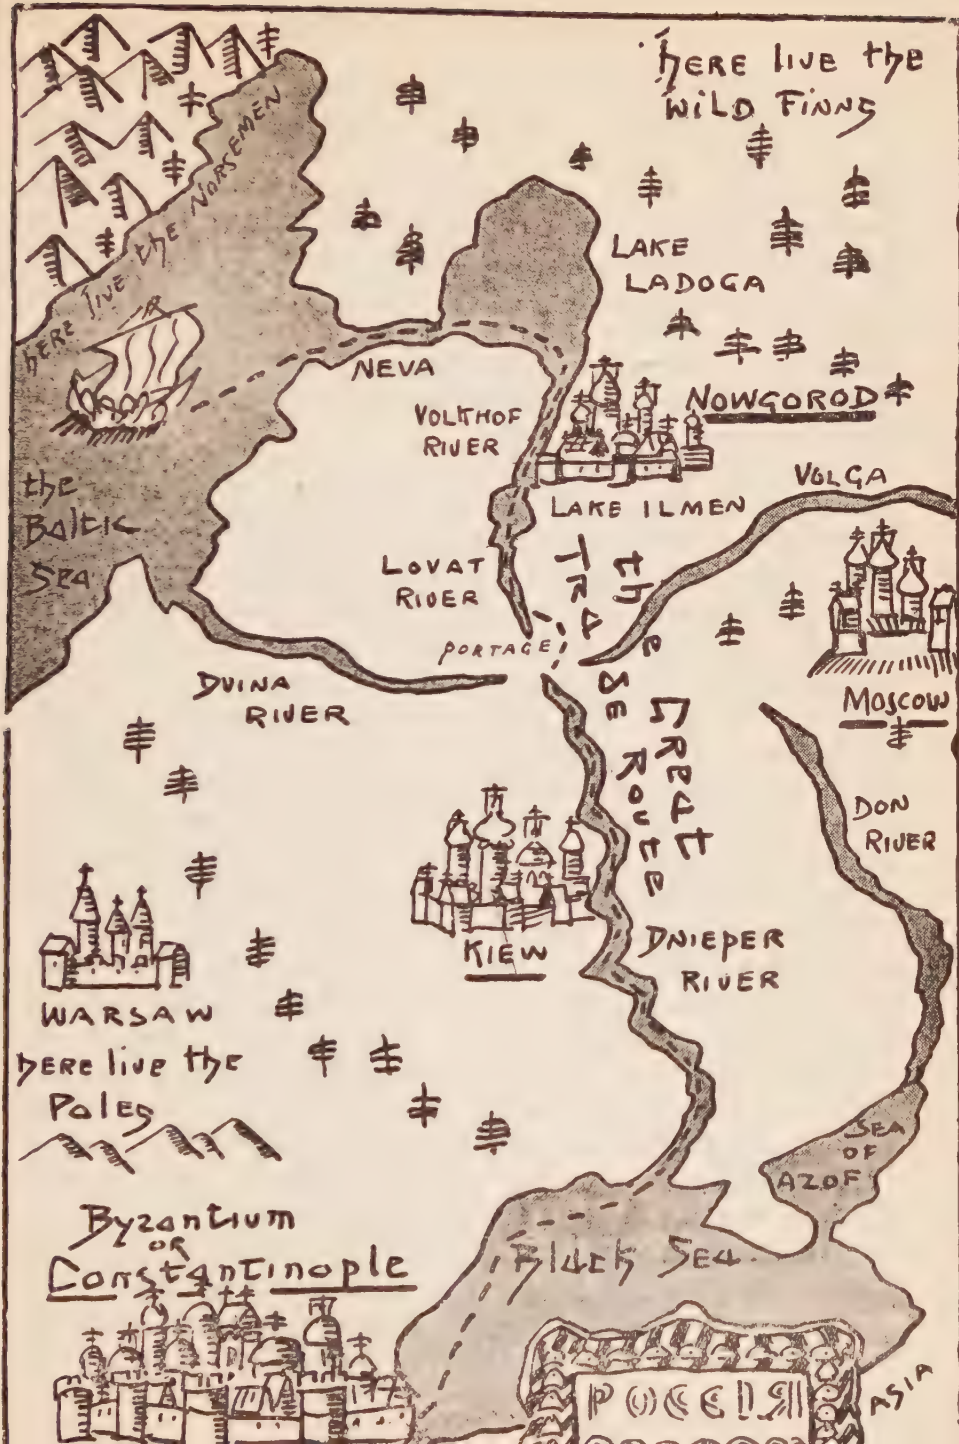 here live the
wild Finns
here live the Norsemen
LAKE
LADOGA
NEVA
NOWGOROD
VOLKHOF
RIVER
VOLGA
the
Baltic
Sea
LAKE ILMEN
LOVAT
RIVER
the GREAT
TRADE ROUTE
PORTAGE
DVINA
RIVER
MOSCOW
DON
RIVER
KIEW
DNIEPER
RIVER
WARSAW
here live the
Poles
SEA
OF
AZOF
Byzantium
OR
Constantinople
Black Sea
ASIA
РОССІЯ